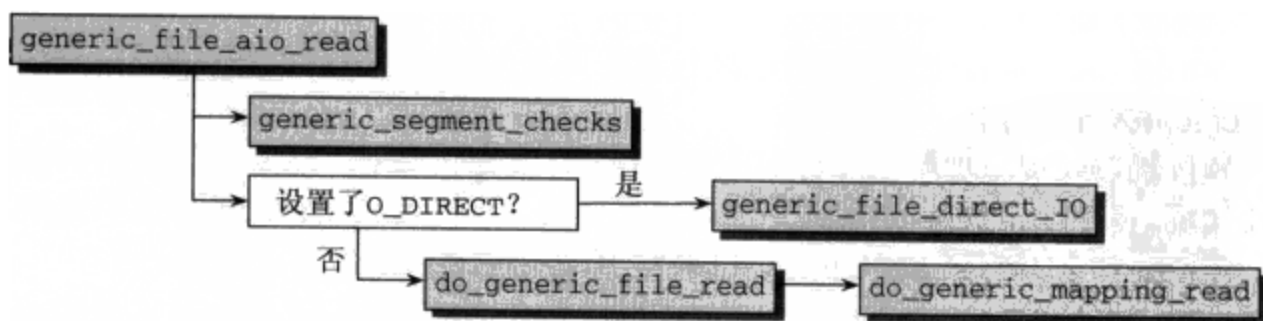 generic_file_aio_read
generic_segment_checks
设置了O_DIRECT?
是
generic_file_direct_IO
否
do_generic_file_read
do_generic_mapping_read